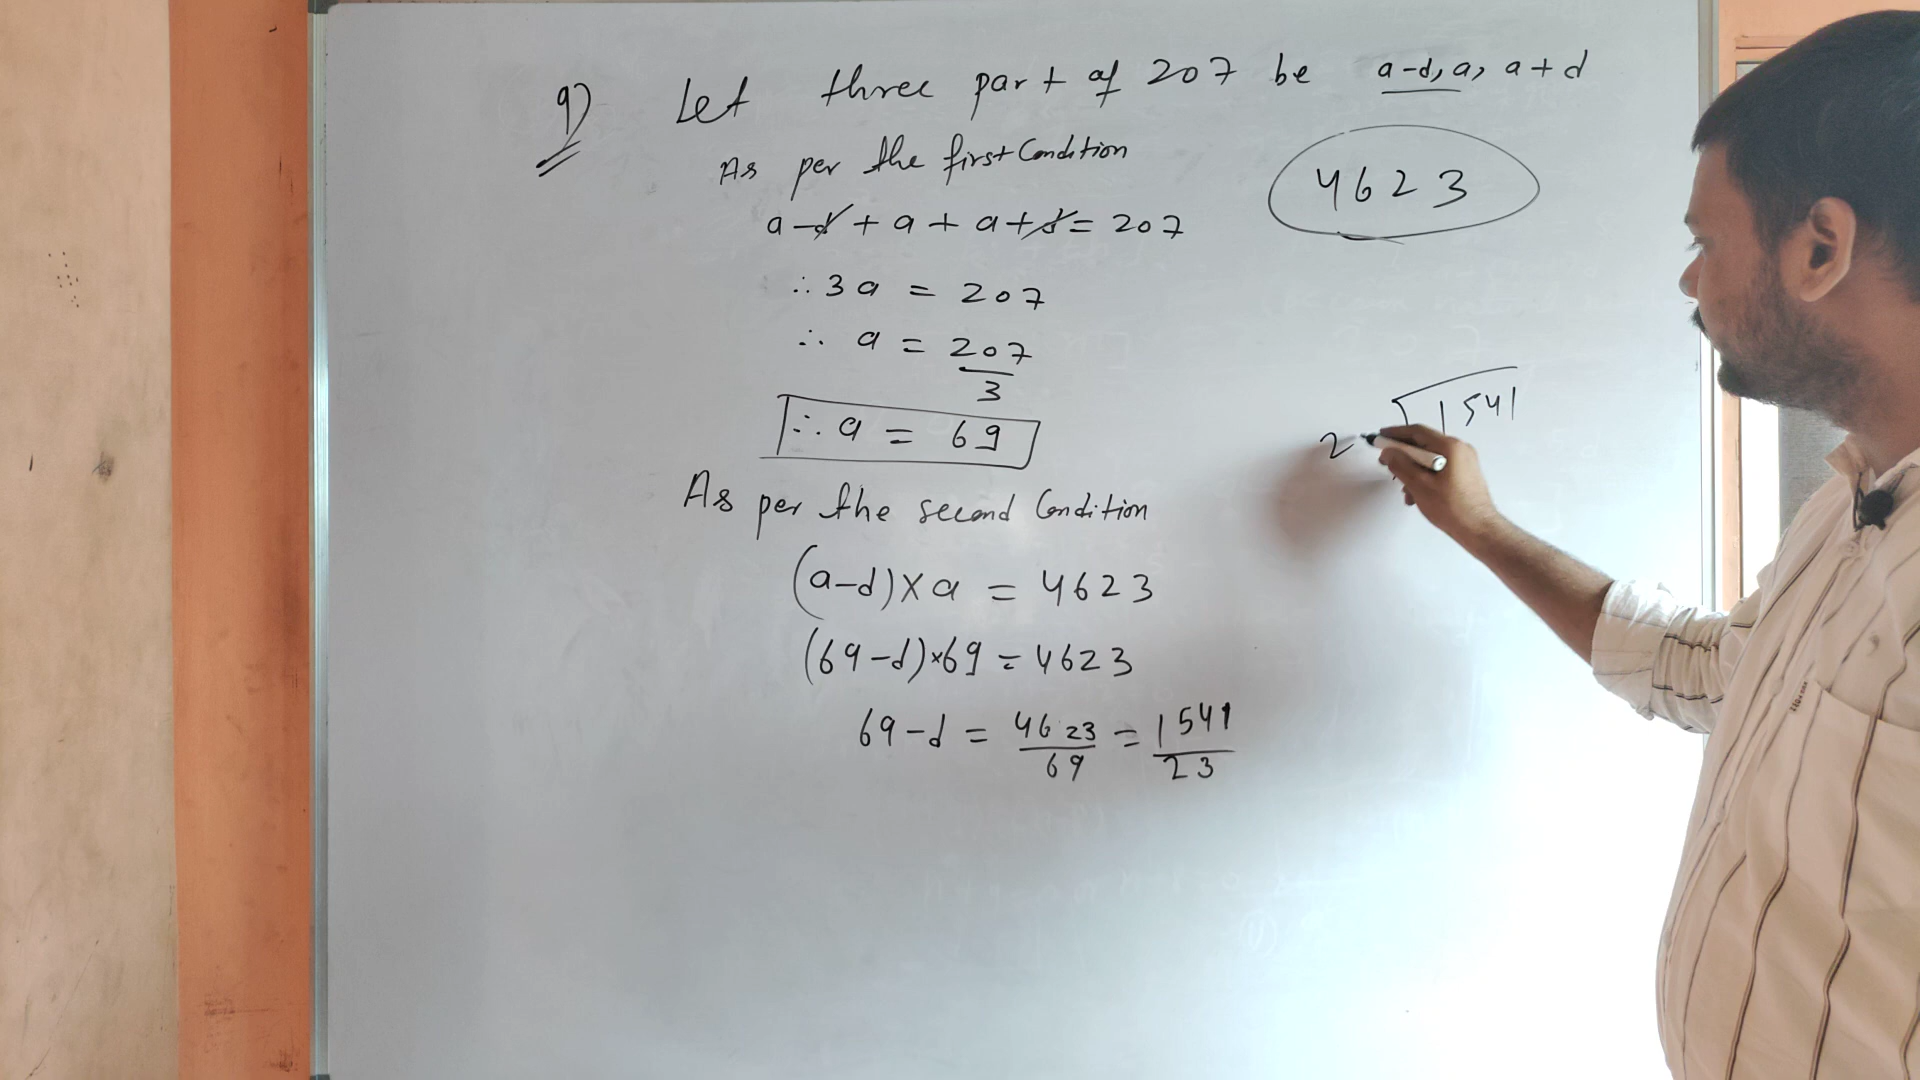 9) Let three part of 207 be a-d, a, a+d
As per the first Condition
a-d + a + a+d = 207
4623
∴ 3a = 207
∴ a = 207/3
∴ a = 69
2
1541
As per the second Condition
(a-d)×a = 4623
(69-d)×69 = 4623
69-d = 4623/69 = 1541/23